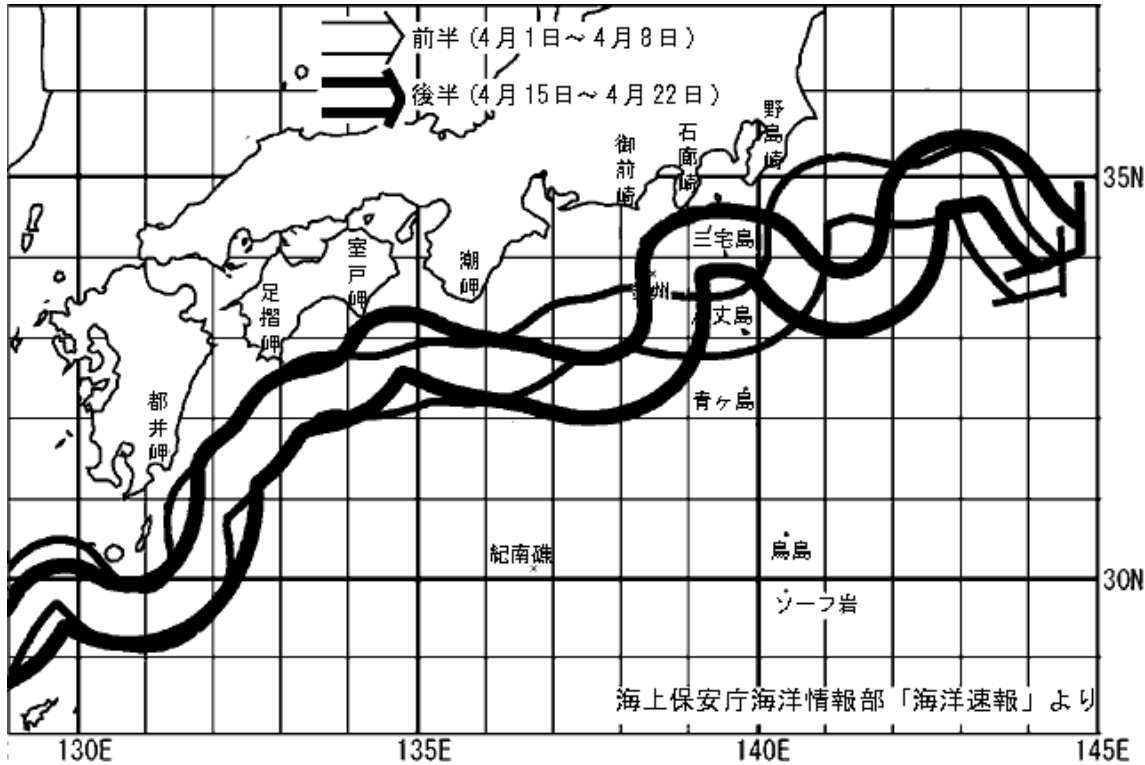 前半(4月1日～4月8日)
後半(4月15日～4月22日)
野島崎
石廊崎
御前崎
35N
三宅島
室戸岬
潮岬
足摺岬
丈島
青ヶ島
都井岬
紀南礁
鳥島
30N
ソーフ岩
海上保安庁海洋情報部「海洋速報」より
130E
135E
140E
145E